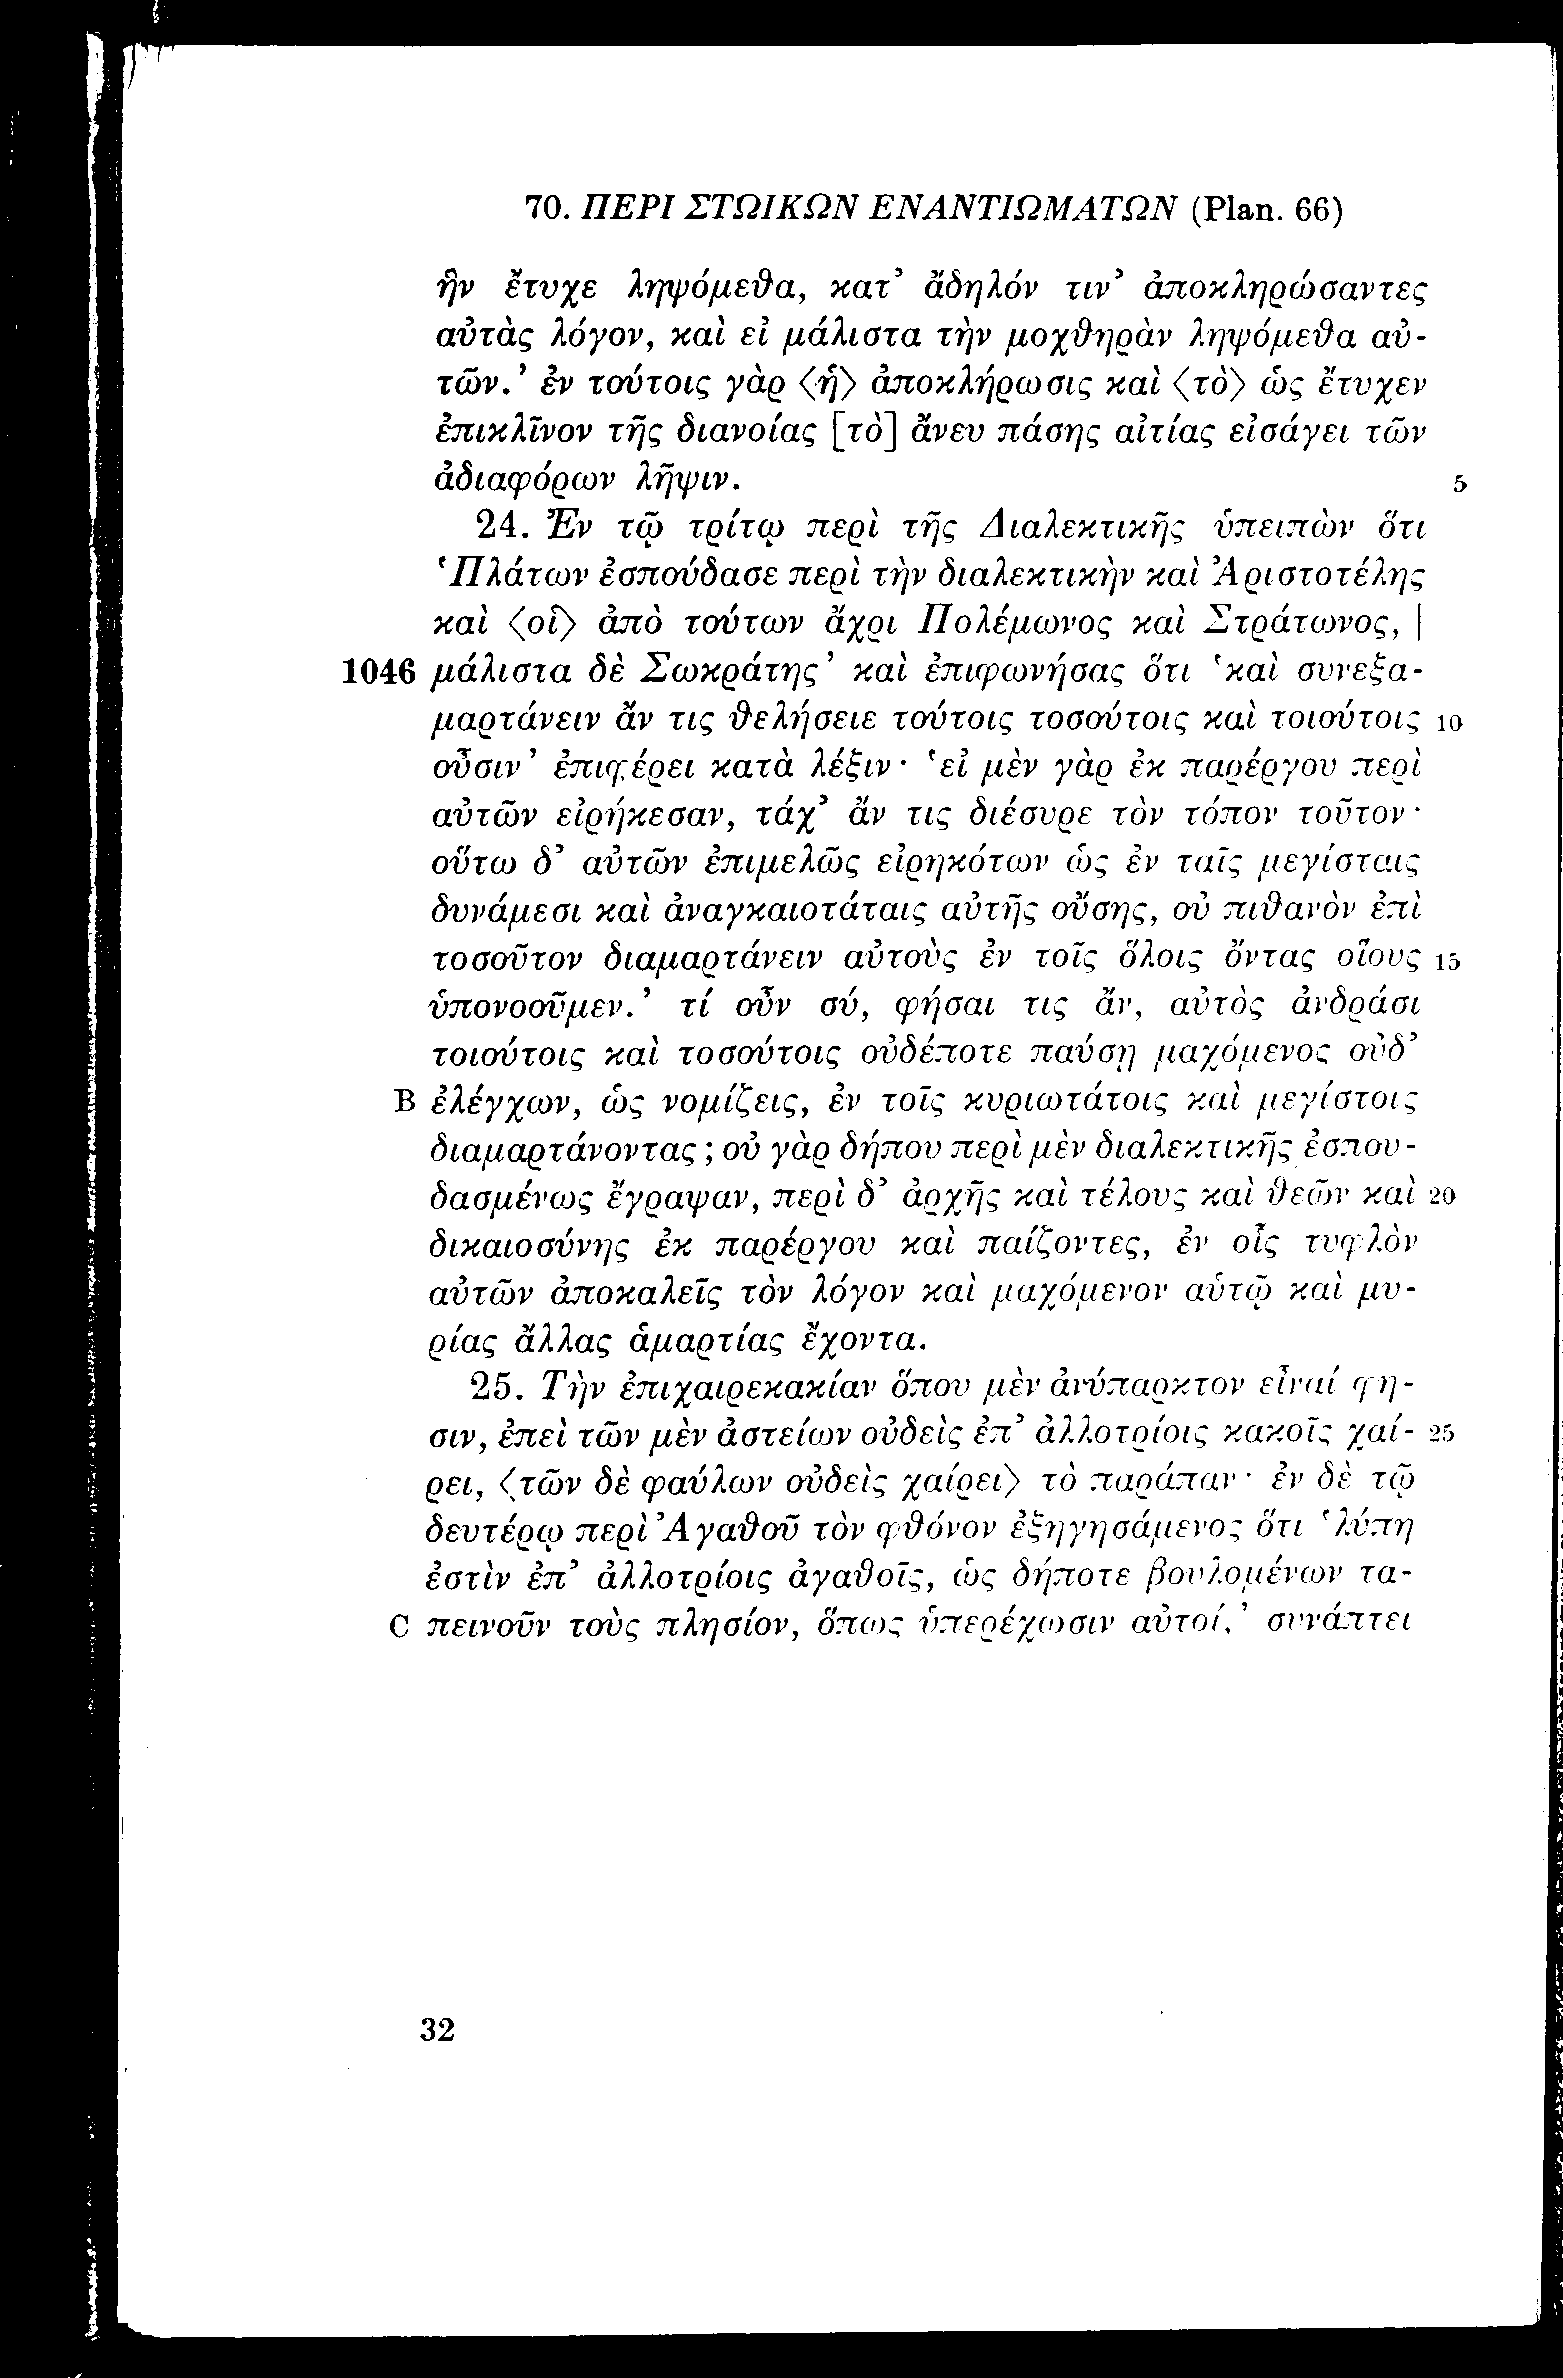 70. ΠΕΡΙ ΣΤΩΙΚΩΝ ΕΝΑΝΤΙΩΜΑΤΩΝ (Plan. 66)
ἣν ἔτυχε ληψόμεθα, κατ’ ἄδηλόν τιν’ ἀποκληρώσαντες
αὐτὰς λόγον, καὶ εἰ μάλιστα τὴν μοχθηρὰν ληψόμεθα αὐ-
τῶν.’ ἐν τούτοις γὰρ ⟨ἡ⟩ ἀποκλήρωσις καὶ ⟨τὸ⟩ ὡς ἔτυχεν
ἐπικλῖνον τῆς διανοίας [τὸ] ἄνευ πάσης αἰτίας εἰσάγει τῶν
ἀδιαφόρων λῆψιν. 5
24. Ἐν τῷ τρίτῳ περὶ τῆς Διαλεκτικῆς ὑπειπὼν ὅτι
‘Πλάτων ἐσπούδασε περὶ τὴν διαλεκτικὴν καὶ Ἀριστοτέλης
καὶ ⟨οἱ⟩ ἀπὸ τούτων ἄχρι Πολέμωνος καὶ Στράτωνος, |
1046 μάλιστα δὲ Σωκράτης’ καὶ ἐπιφωνήσας ὅτι ‘καὶ συνεξα-
μαρτάνειν ἄν τις θελήσειε τούτοις τοσούτοις καὶ τοιούτοις 10
οὖσιν’ ἐπιφέρει κατὰ λέξιν· ‘εἰ μὲν γὰρ ἐκ παρέργου περὶ
αὐτῶν εἰρήκεσαν, τάχ’ ἄν τις διέσυρε τὸν τόπον τοῦτον·
οὕτω δ’ αὐτῶν ἐπιμελῶς εἰρηκότων ὡς ἐν ταῖς μεγίσταις
δυνάμεσι καὶ ἀναγκαιοτάταις αὐτῆς οὔσης, οὐ πιθανὸν ἐπὶ
τοσοῦτον διαμαρτάνειν αὐτοὺς ἐν τοῖς ὅλοις ὄντας οἵους 15
ὑπονοοῦμεν.’ τί οὖν σύ, φήσαι τις ἄν, αὐτὸς ἀνδράσι
τοιούτοις καὶ τοσούτοις οὐδέποτε παύσῃ μαχόμενος οὐδ’
B ἐλέγχων, ὡς νομίζεις, ἐν τοῖς κυριωτάτοις καὶ μεγίστοις
διαμαρτάνοντας; οὐ γὰρ δήπου περὶ μὲν διαλεκτικῆς ἐσπου-
δασμένως ἔγραψαν, περὶ δ’ ἀρχῆς καὶ τέλους καὶ θεῶν καὶ 20
δικαιοσύνης ἐκ παρέργου καὶ παίζοντες, ἐν οἷς τυφλὸν
αὐτῶν ἀποκαλεῖς τὸν λόγον καὶ μαχόμενον αὑτῷ καὶ μυ-
ρίας ἄλλας ἁμαρτίας ἔχοντα.
25. Τὴν ἐπιχαιρεκακίαν ὅπου μὲν ἀνύπαρκτον εἶναί φη-
σιν, ἐπεὶ τῶν μὲν ἀστείων οὐδεὶς ἐπ’ ἀλλοτρίοις κακοῖς χαί- 25
ρει, ⟨τῶν δὲ φαύλων οὐδεὶς χαίρει⟩ τὸ παράπαν· ἐν δὲ τῷ
δευτέρῳ περὶ Ἀγαθοῦ τὸν φθόνον ἐξηγησάμενος ὅτι ‘λύπη
ἐστὶν ἐπ’ ἀλλοτρίοις ἀγαθοῖς, ὡς δήποτε βουλομένων τα-
C πεινοῦν τοὺς πλησίον, ὅπως ὑπερέχωσιν αὐτοί,’ συνάπτει
32